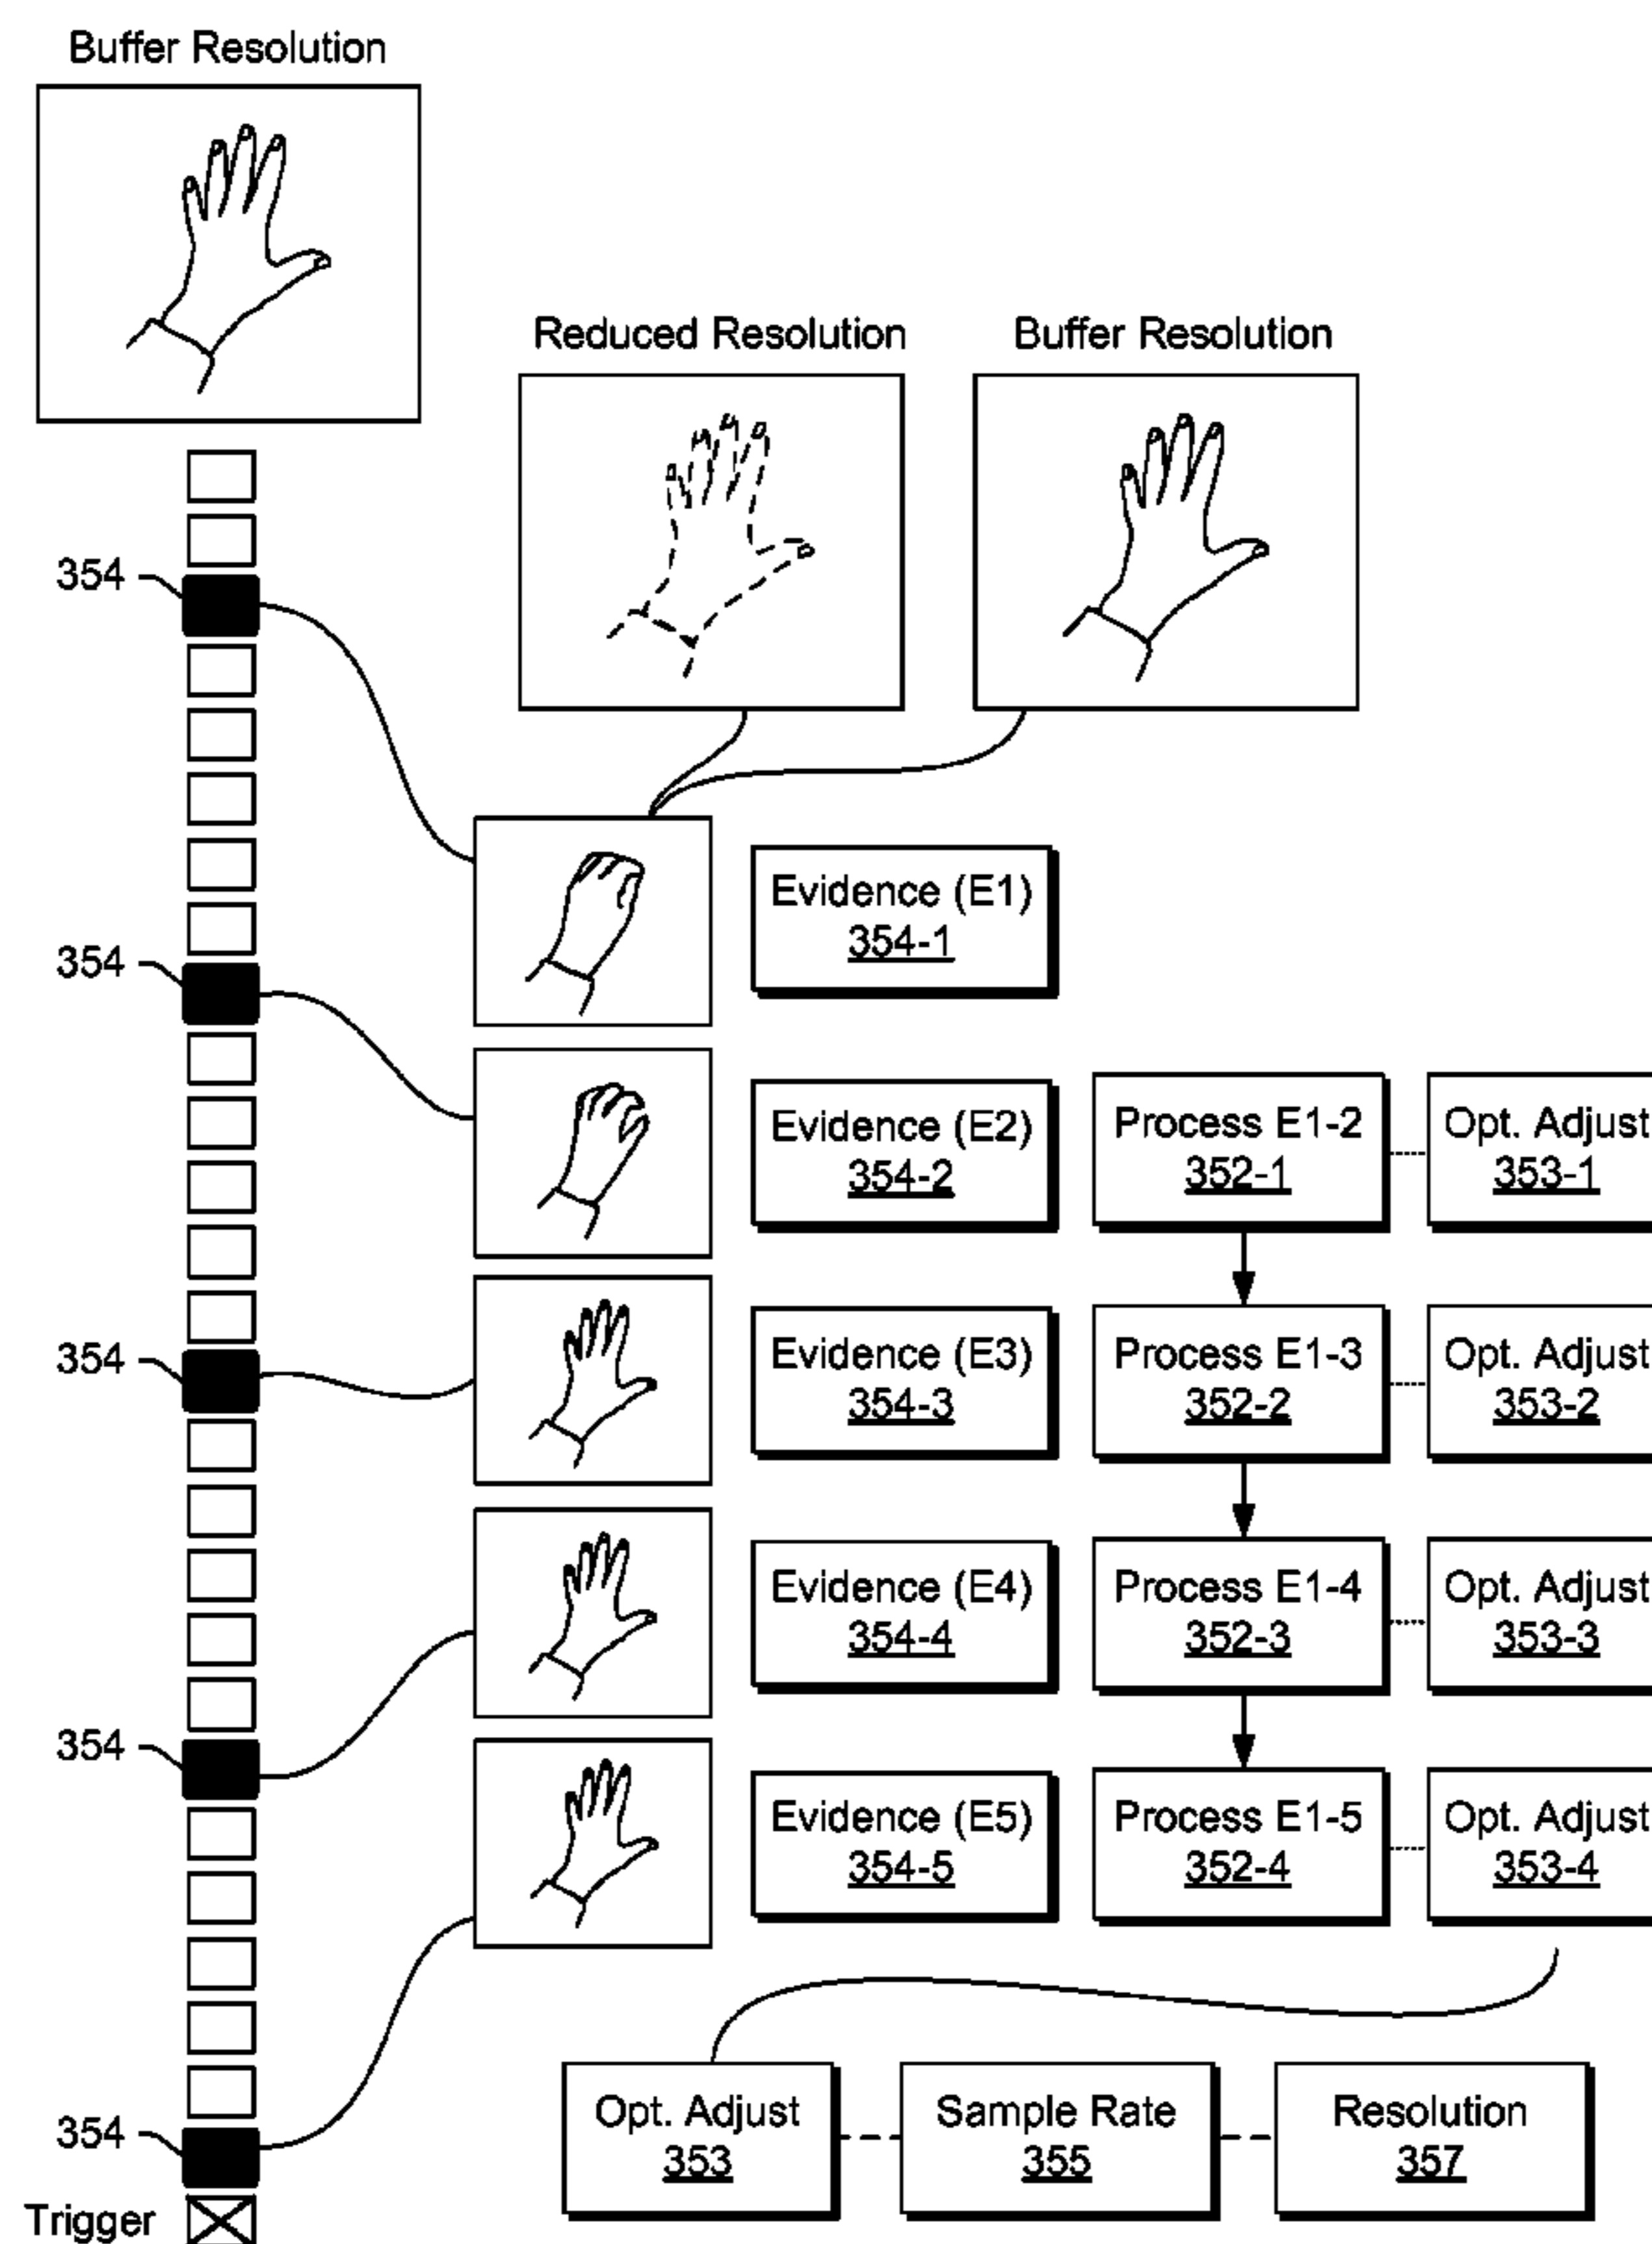 Buffer Resolution
Reduced Resolution
Buffer Resolution
354
Evidence (E1)
354-1
354
Evidence (E2)
354-2
Process E1-2
352-1
Opt. Adjust
353-1
354
Evidence (E3)
354-3
Process E1-3
352-2
Opt. Adjust
353-2
Evidence (E4)
354-4
Process E1-4
352-3
Opt. Adjust
353-3
354
Evidence (E5)
354-5
Process E1-5
352-4
Opt. Adjust
353-4
354
Opt. Adjust
353
Sample Rate
355
Resolution
357
Trigger